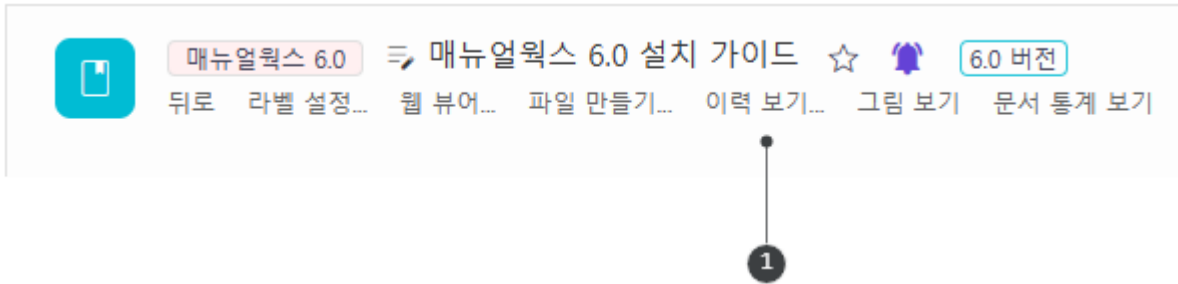 매뉴얼웍스 6.0 매뉴얼웍스 6.0 설치 가이드 6.0 버전
뒤로 라벨 설정... 웹 뷰어... 파일 만들기... 이력 보기... 그림 보기 문서 통계 보기
1